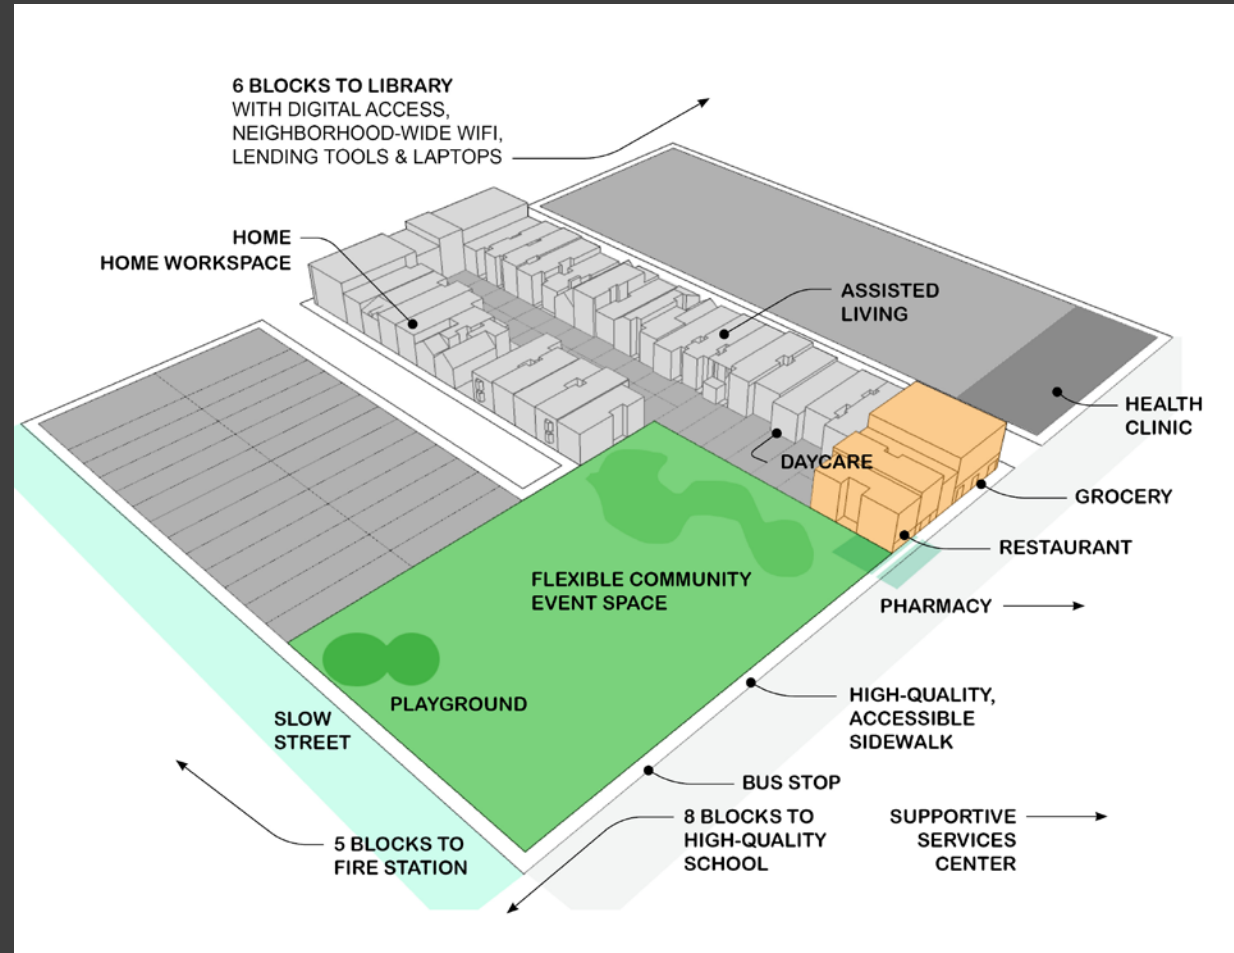 6 BLOCKS TO LIBRARY
WITH DIGITAL ACCESS,
NEIGHBORHOOD-WIDE WIFI,
LENDING TOOLS & LAPTOPS
HOME
HOME WORKSPACE
ASSISTED
LIVING
HEALTH
CLINIC
DAYCARE
GROCERY
RESTAURANT
FLEXIBLE COMMUNITY
EVENT SPACE
PHARMACY
PLAYGROUND
HIGH-QUALITY,
ACCESSIBLE
SIDEWALK
SLOW
STREET
BUS STOP
5 BLOCKS TO
FIRE STATION
8 BLOCKS TO
HIGH-QUALITY
SCHOOL
SUPPORTIVE
SERVICES
CENTER